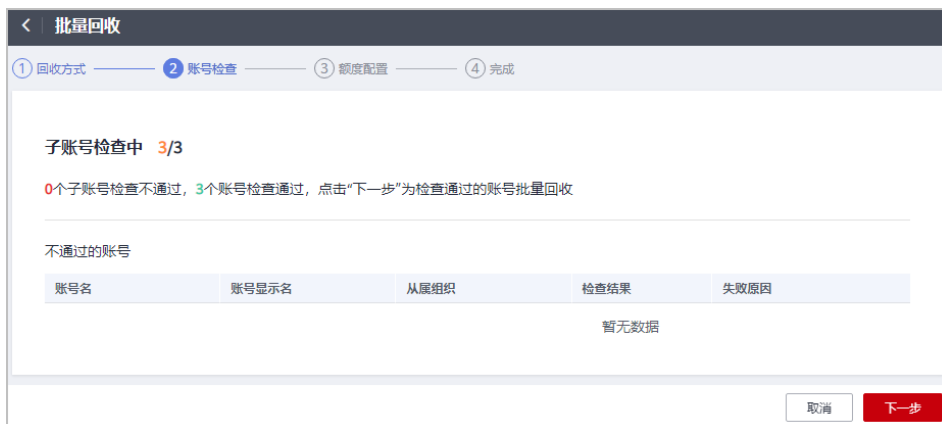 批量回收
1 回收方式 2 账号检查 3 额度配置 4 完成
子账号检查中 3/3
0个子账号检查不通过，3个账号检查通过，点击“下一步”为检查通过的账号批量回收
不通过的账号
账号名 账号显示名 从属组织 检查结果 失败原因
暂无数据
取消 下一步